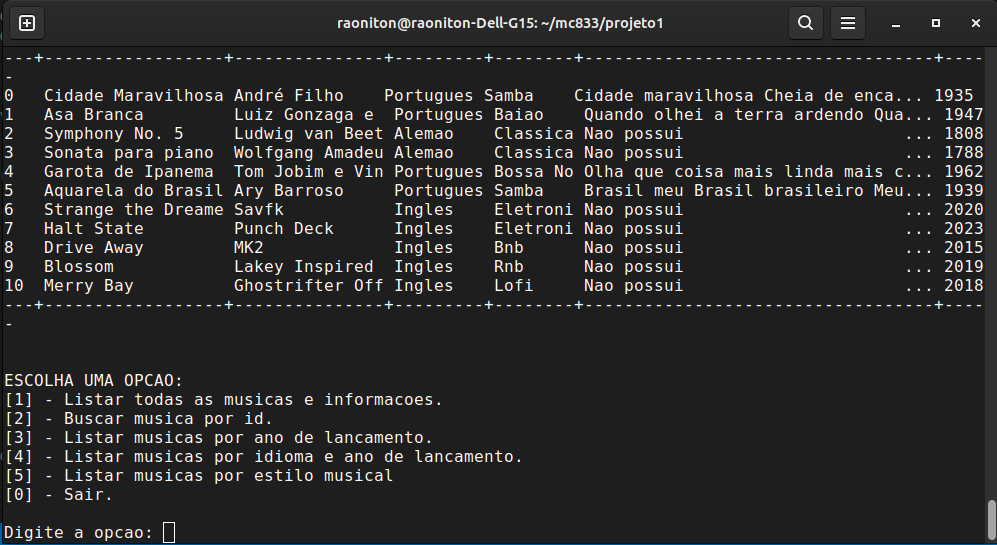 raoniton@raoniton-Dell-G15: ~/mc833/projeto1
---+------------------+---------------+---------+--------+-----------------------------------+----
-
0   Cidade Maravilhosa André Filho    Portugues Samba    Cidade maravilhosa Cheia de enca... 1935
1   Asa Branca         Luiz Gonzaga e  Portugues Baiao    Quando olhei a terra ardendo Qua... 1947
2   Symphony No. 5     Ludwig van Beet Alemao    Classica Nao possui                      ... 1808
3   Sonata para piano  Wolfgang Amadeu Alemao    Classica Nao possui                      ... 1788
4   Garota de Ipanema  Tom Jobim e Vin Portugues Bossa No Olha que coisa mais linda mais c... 1962
5   Aquarela do Brasil Ary Barroso     Portugues Samba    Brasil meu Brasil brasileiro Meu... 1939
6   Strange the Dreame Savfk           Ingles    Eletroni Nao possui                      ... 2020
7   Halt State         Punch Deck      Ingles    Eletroni Nao possui                      ... 2023
8   Drive Away         MK2             Ingles    Bnb      Nao possui                      ... 2015
9   Blossom            Lakey Inspired  Ingles    Rnb      Nao possui                      ... 2019
10  Merry Bay          Ghostrifter Off Ingles    Lofi     Nao possui                      ... 2018
---+------------------+---------------+---------+--------+-----------------------------------+----
-
ESCOLHA UMA OPCAO:
[1] - Listar todas as musicas e informacoes.
[2] - Buscar musica por id.
[3] - Listar musicas por ano de lancamento.
[4] - Listar musicas por idioma e ano de lancamento.
[5] - Listar musicas por estilo musical
[0] - Sair.
Digite a opcao: